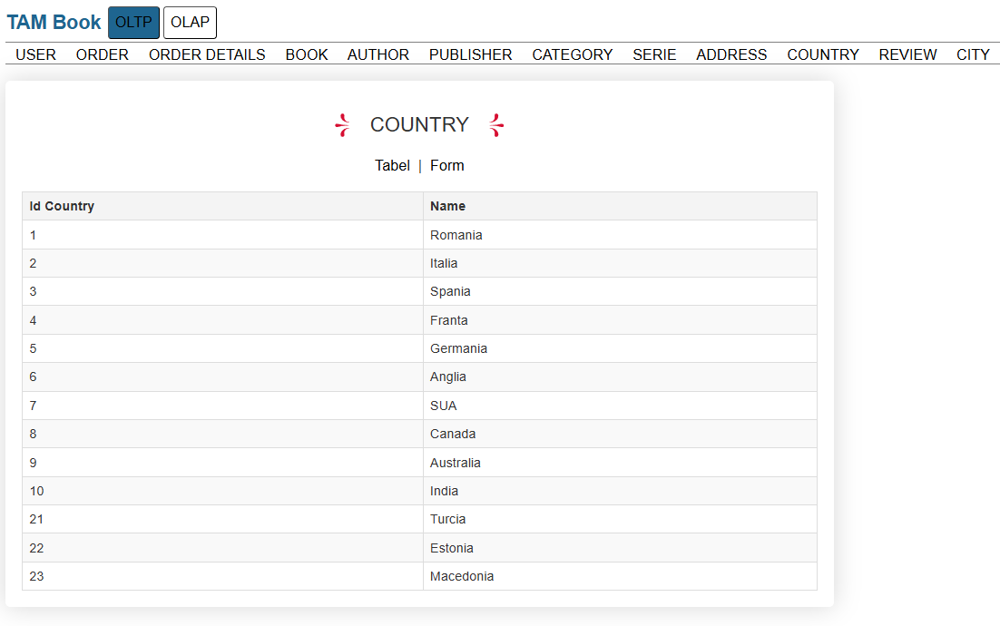 TAM Book OLTP OLAP
USER ORDER ORDER DETAILS BOOK AUTHOR PUBLISHER CATEGORY SERIE ADDRESS COUNTRY REVIEW CITY
COUNTRY
Tabel | Form
Id Country Name
1 Romania
2 Italia
3 Spania
4 Franta
5 Germania
6 Anglia
7 SUA
8 Canada
9 Australia
10 India
21 Turcia
22 Estonia
23 Macedonia